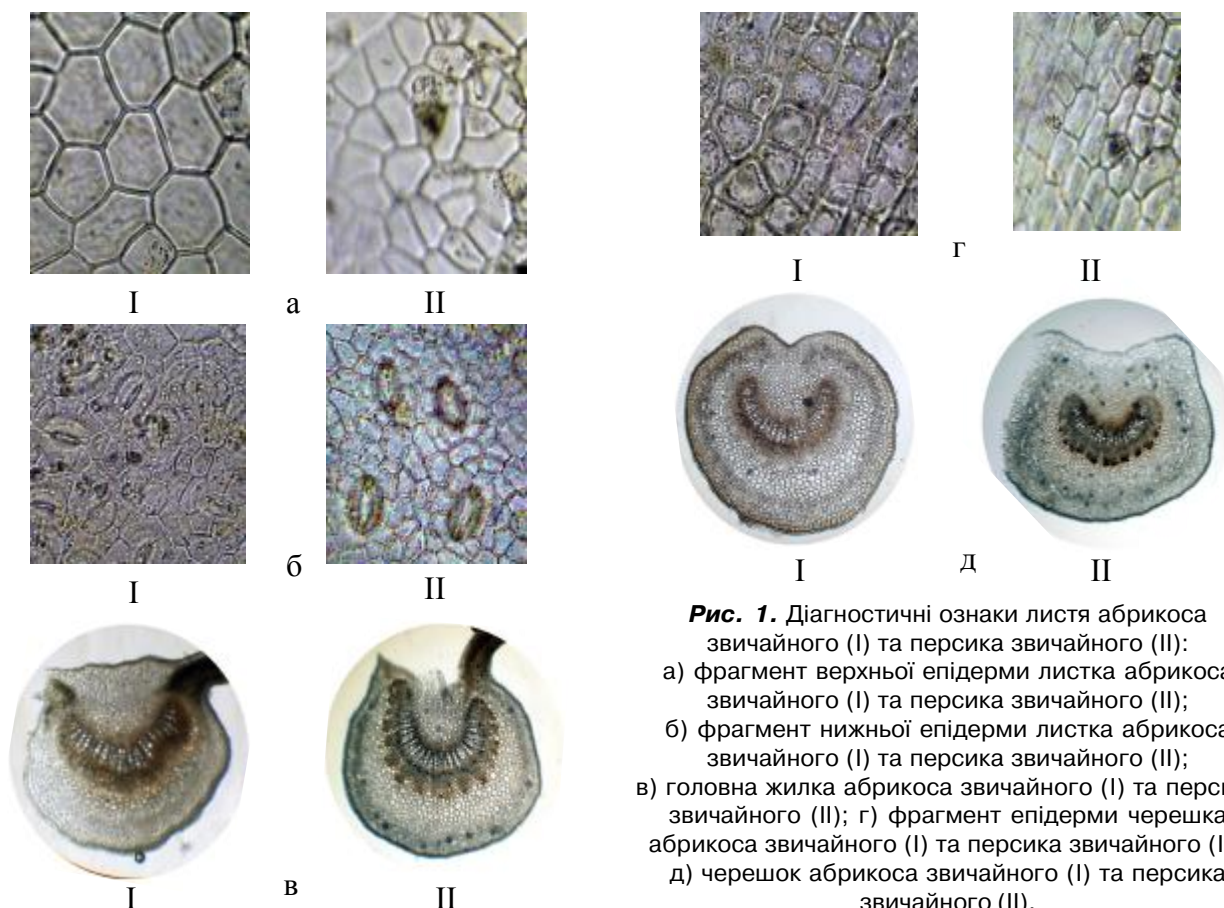 I а II
б
I II
I в II
г
I II
I д II
Рис. 1. Діагностичні ознаки листя абрикоса
звичайного (I) та персика звичайного (II):
а) фрагмент верхньої епідерми листка абрикоса
звичайного (I) та персика звичайного (II);
б) фрагмент нижньої епідерми листка абрикоса
звичайного (I) та персика звичайного (II);
в) головна жилка абрикоса звичайного (I) та
звичайного (II); г) фрагмент епідерми черешка
абрикоса звичайного (I) та персика звичайного
д) черешок абрикоса звичайного (I) та персика
звичайного (II).